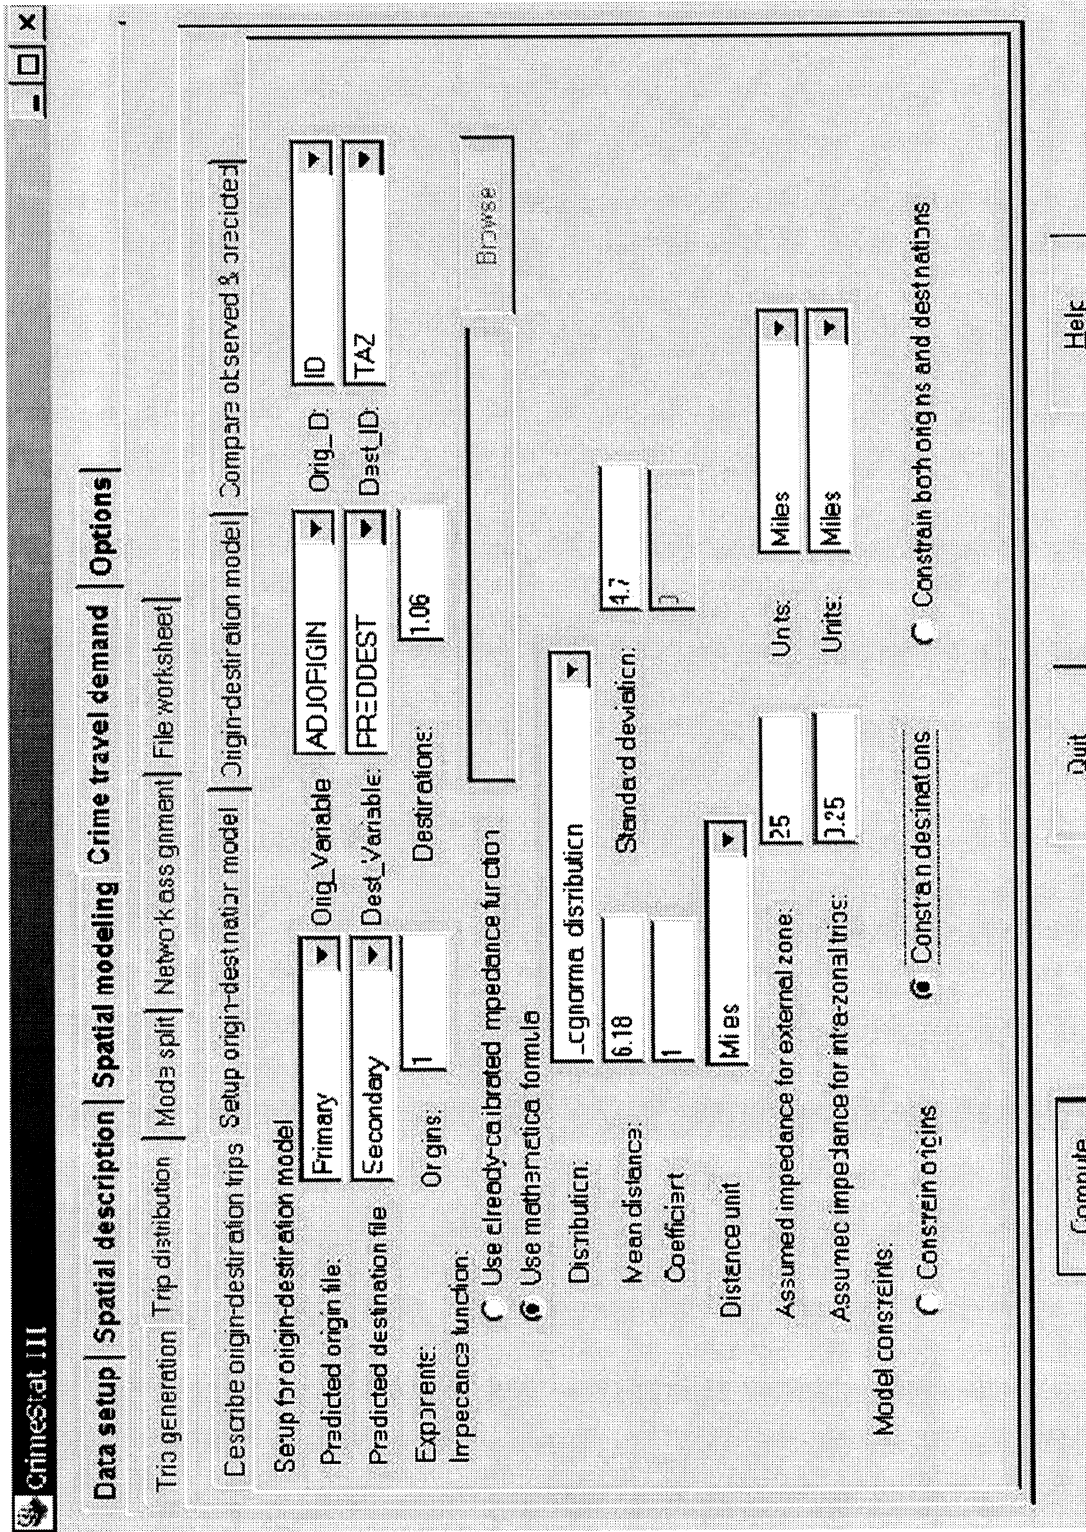 CrimeStat III
Data setup Spatial description Spatial modeling Crime travel demand Options
Trip generation Trip distribution Mode split Network assignment File worksheet
Describe origin-destination trips Setup origin-destination model Origin-destination model Compare observed & predicted
Setup for origin-destination model
Predicted origin file: Primary Orig_Variable ADJORIGIN Orig_ID: ID
Predicted destination file Secondary Dest_Variable: PREDDEST Dest_ID: TAZ
Exponents: Origins: 1 Destinations: 1.06
Impedance function:
Use already-calibrated impedance function Browse
Use mathematical formula
Distribution: Lognormal distribution
Mean distance: 6.18 Standard deviation: 4.7
Coefficient 1
Distance unit Miles
Assumed impedance for external zone: 25 Units: Miles
Assumed impedance for intra-zonal trips: 0.25 Units: Miles
Model constraints:
Constrain origins Constrain destinations Constrain both origins and destinations
Compute Quit Help